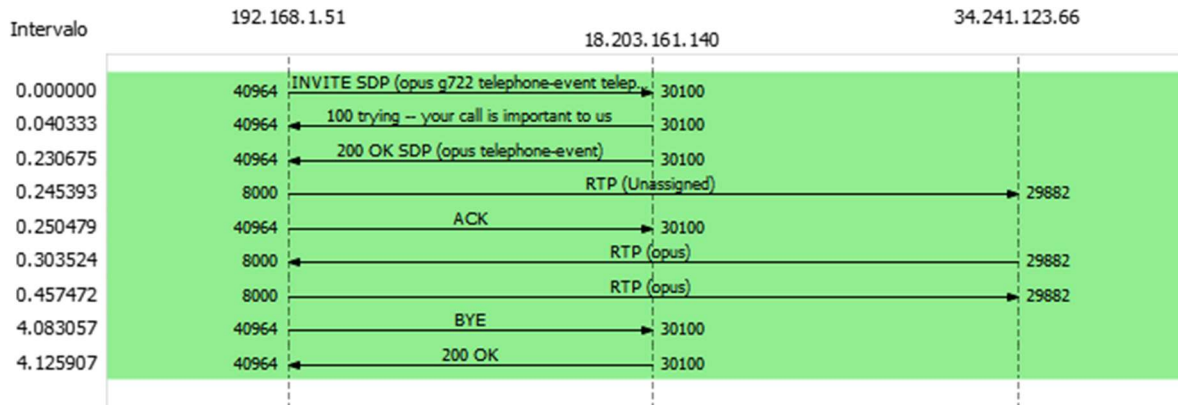 Intervalo
192.168.1.51
18.203.161.140
34.241.123.66
0.000000 40964 INVITE SDP (opus g722 telephone-event telep... 30100
0.040333 40964 100 trying -- your call is important to us 30100
0.230675 40964 200 OK SDP (opus telephone-event) 30100
0.245393 8000 RTP (Unassigned) 29882
0.250479 40964 ACK 30100
0.303524 8000 RTP (opus) 29882
0.457472 8000 RTP (opus) 29882
4.083057 40964 BYE 30100
4.125907 40964 200 OK 30100